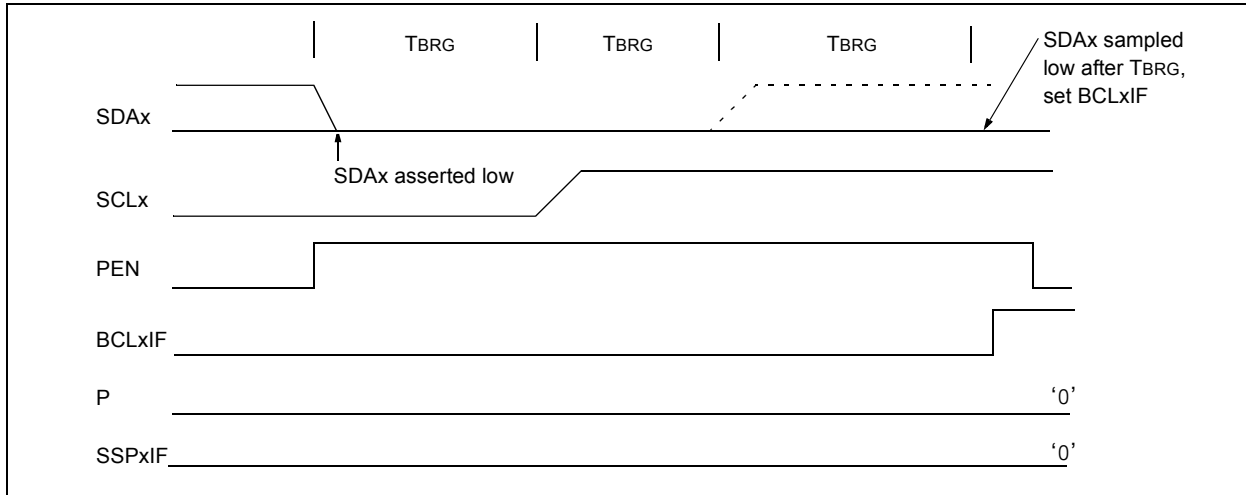 TBRG TBRG TBRG
SDAx sampled
low after TBRG,
set BCLxIF
SDAx
SDAx asserted low
SCLx
PEN
BCLxIF
P ‘0’
SSPxIF ‘0’